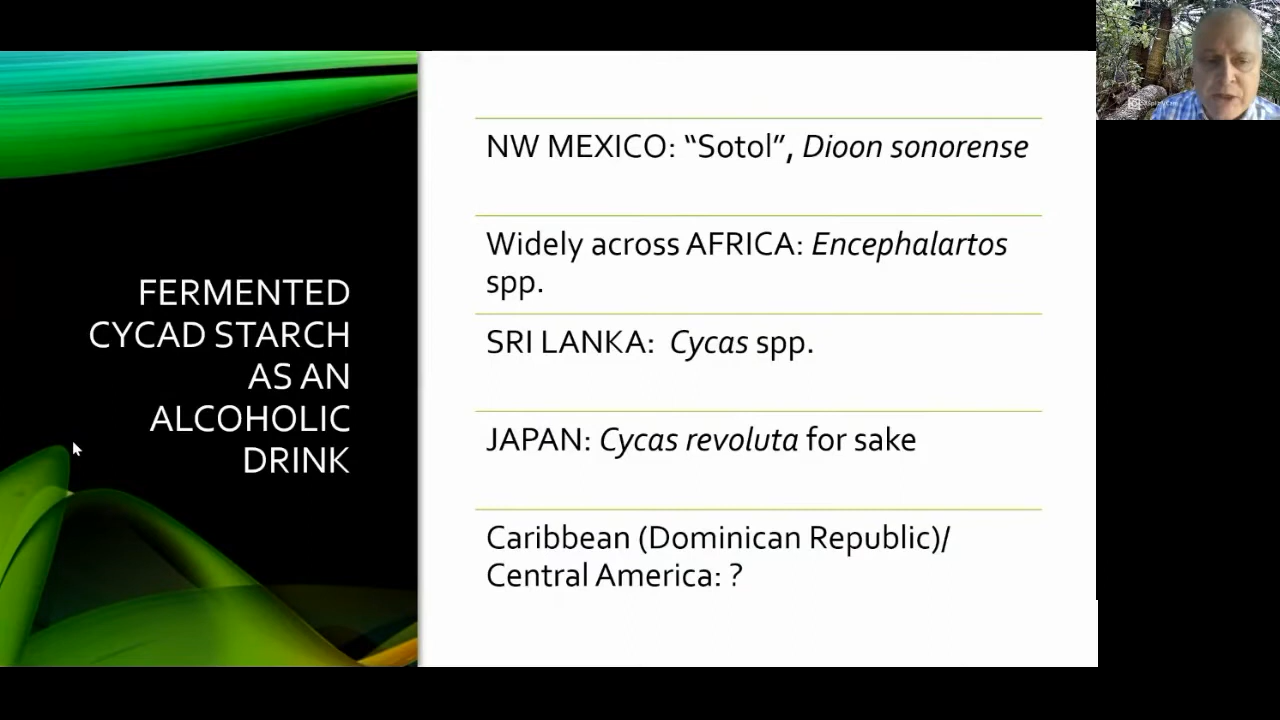 FERMENTED
CYCAD STARCH
AS AN
ALCOHOLIC
DRINK
NW MEXICO: “Sotol”, Dioon sonorense
Widely across AFRICA: Encephalartos
spp.
SRI LANKA: Cycas spp.
JAPAN: Cycas revoluta for sake
Caribbean (Dominican Republic)/
Central America: ?